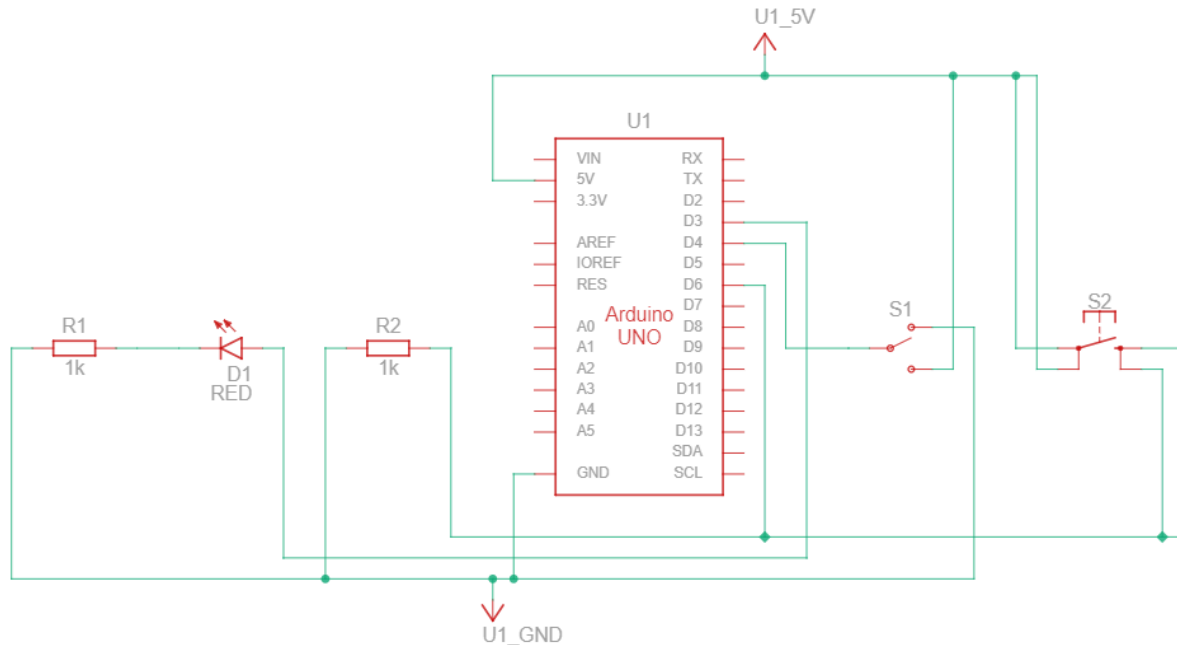 U1_5V
U1
VIN
5V
3.3V
AREF
IOREF
RES
A0
A1
A2
A3
A4
A5
GND
Arduino
UNO
RX
TX
D2
D3
D4
D5
D6
D7
D8
D9
D10
D11
D12
D13
SDA
SCL
R1
1k
D1
RED
R2
1k
S1
S2
U1_GND